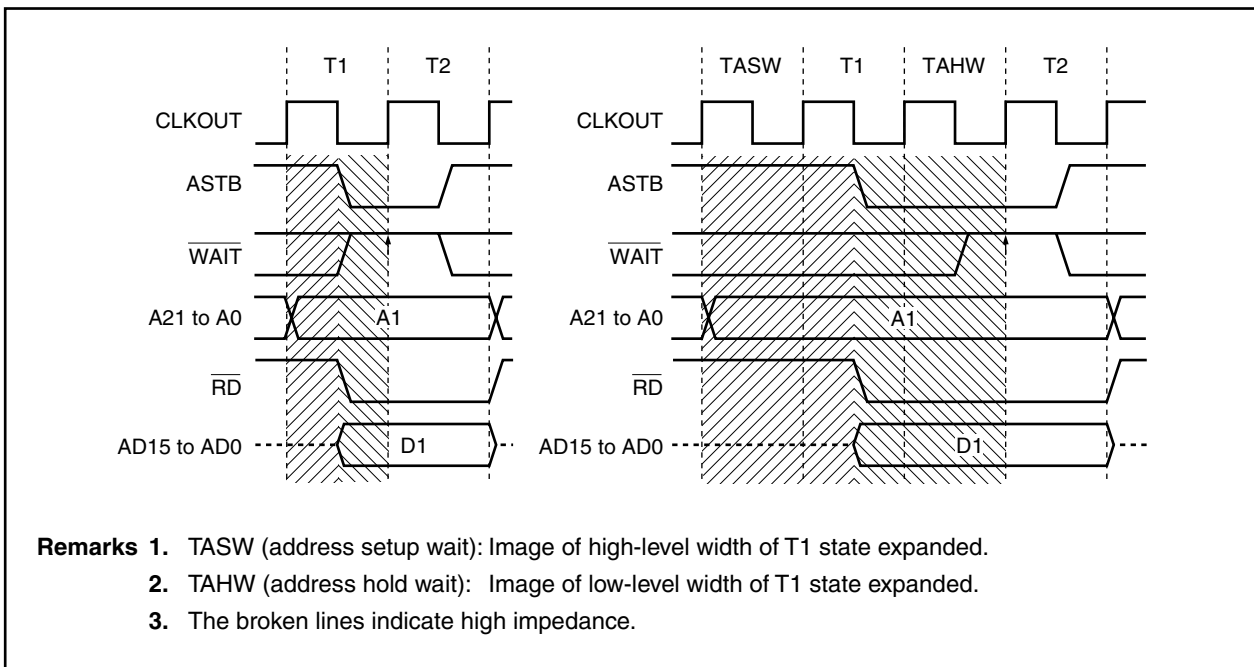 T1 T2 TASW T1 TAHW T2
CLKOUT CLKOUT
ASTB ASTB
WAIT WAIT
A21 to A0 A1 A21 to A0 A1
RD RD
AD15 to AD0 D1 AD15 to AD0 D1
Remarks 1. TASW (address setup wait): Image of high-level width of T1 state expanded.
2. TAHW (address hold wait): Image of low-level width of T1 state expanded.
3. The broken lines indicate high impedance.